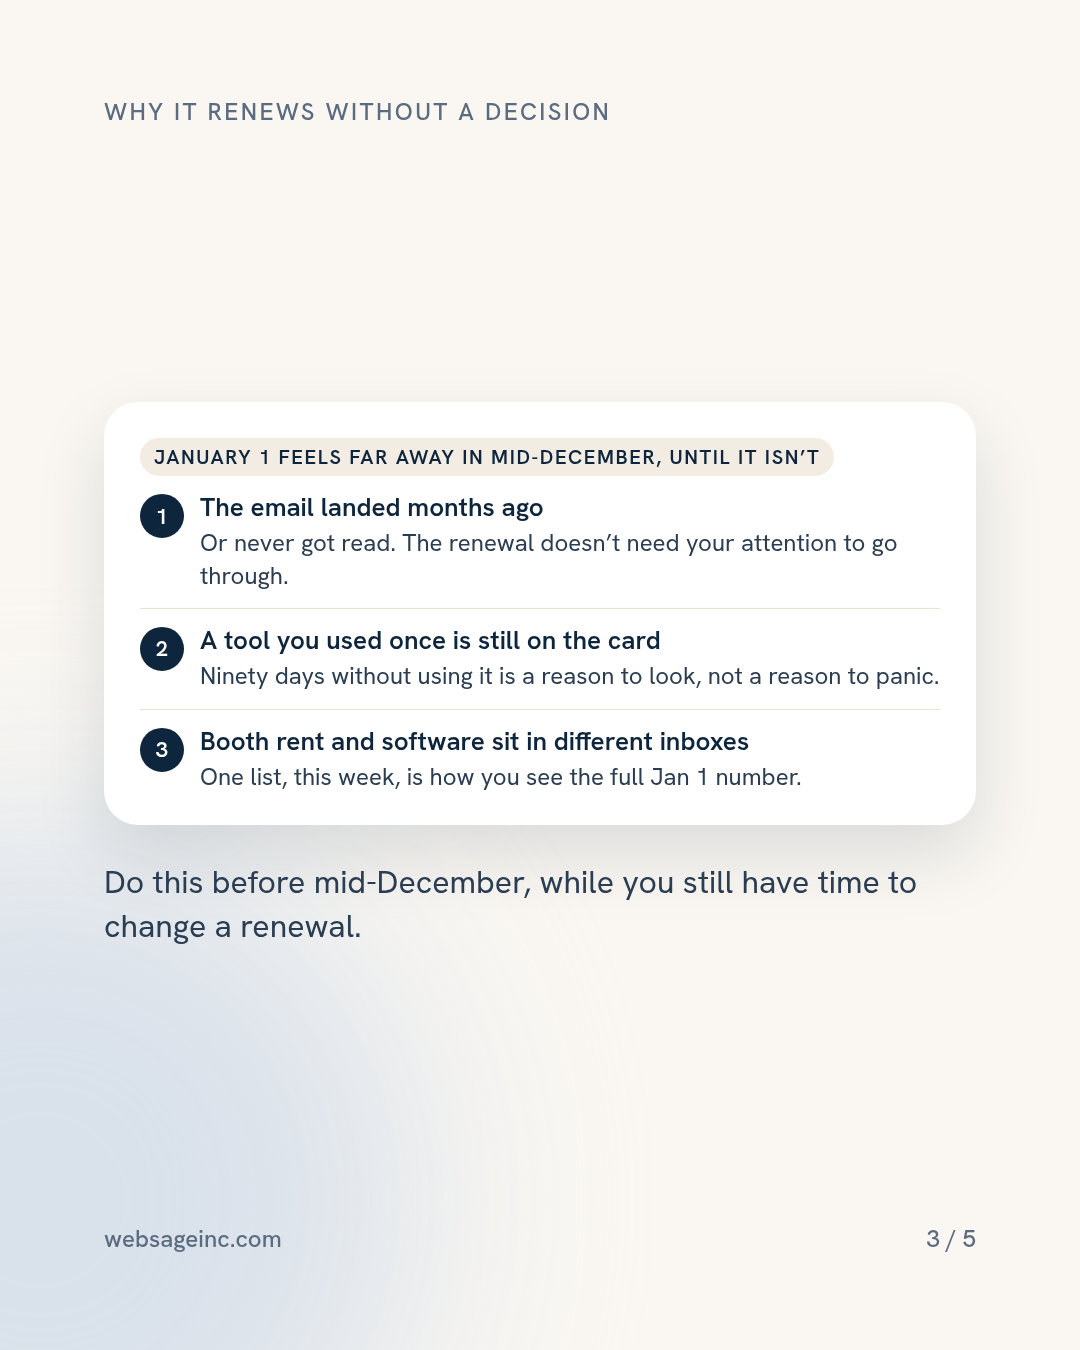 WHY IT RENEWS WITHOUT A DECISION
JANUARY 1 FEELS FAR AWAY IN MID-DECEMBER, UNTIL IT ISN’T
1
The email landed months ago
Or never got read. The renewal doesn’t need your attention to go
through.
2
A tool you used once is still on the card
Ninety days without using it is a reason to look, not a reason to panic.
3
Booth rent and software sit in different inboxes
One list, this week, is how you see the full Jan 1 number.
Do this before mid-December, while you still have time to
change a renewal.
websageinc.com
3 / 5